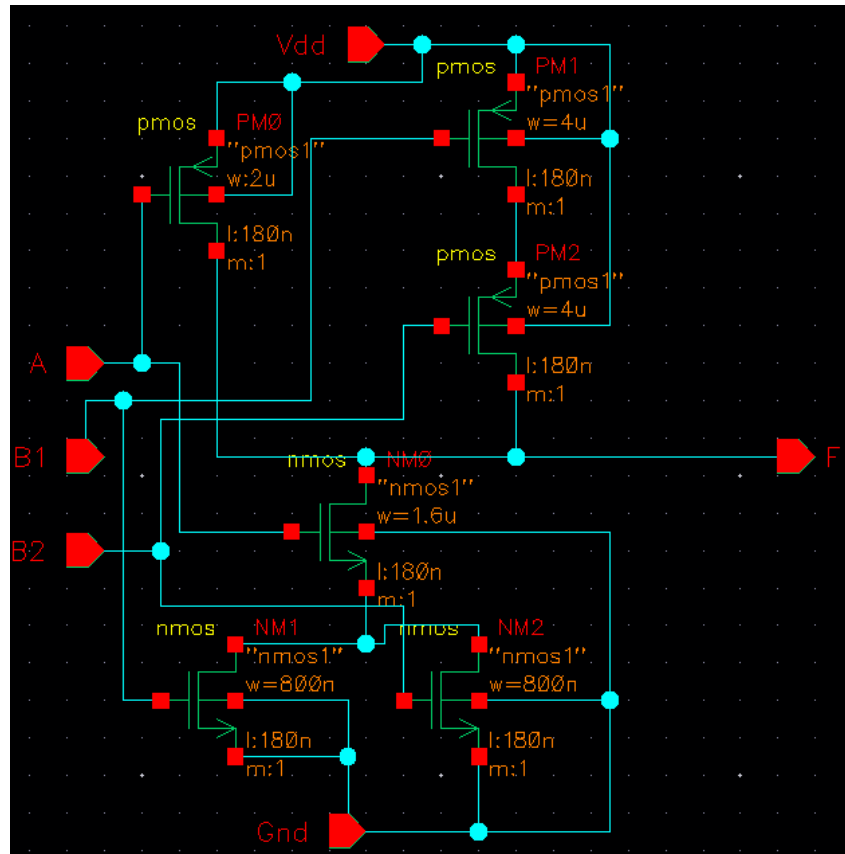 Vdd
pmos PM1
"pmos1"
w=4u
l:180n
m:1
pmos PM0
"pmos1"
w:2u
l:180n
m:1
pmos PM2
"pmos1"
w=4u
l:180n
m:1
A
B1
F
nmos NM0
"nmos1"
w=1.6u
l:180n
m:1
B2
nmos NM1
"nmos1"
w=800n
l:180n
m:1
nmos NM2
"nmos1"
w=800n
l:180n
m:1
Gnd